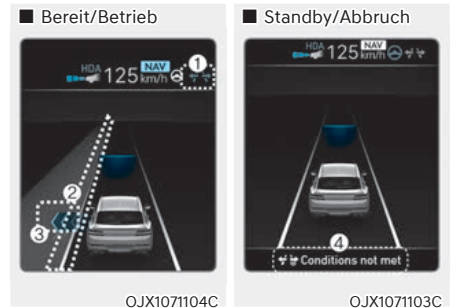 ■ Bereit/Betrieb
HDA 125 km/h NAV
①
②
③
OJX1071104C
■ Standby/Abbruch
HDA 125 km/h NAV
④
Conditions not met
OJX1071103C